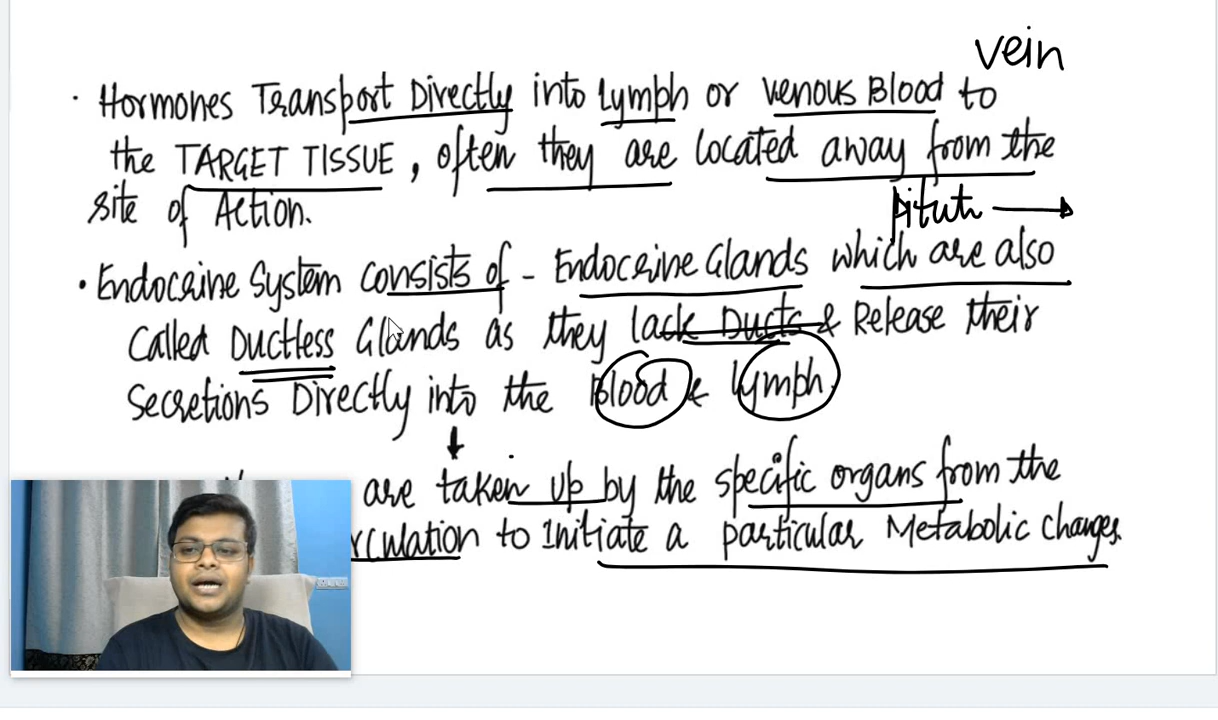 vein
• Hormones Transport Directly into Lymph or venous Blood to
the TARGET TISSUE, often they are located away from the
site of Action.
Pitut
• Endocrine System consists of - Endocrine Glands which are also
called Ductless Glands as they lack Ducts & Release their
Secretions Directly into the Blood & Lymph.
are taken up by the specific organs from the
to Initiate a particular Metabolic changes.